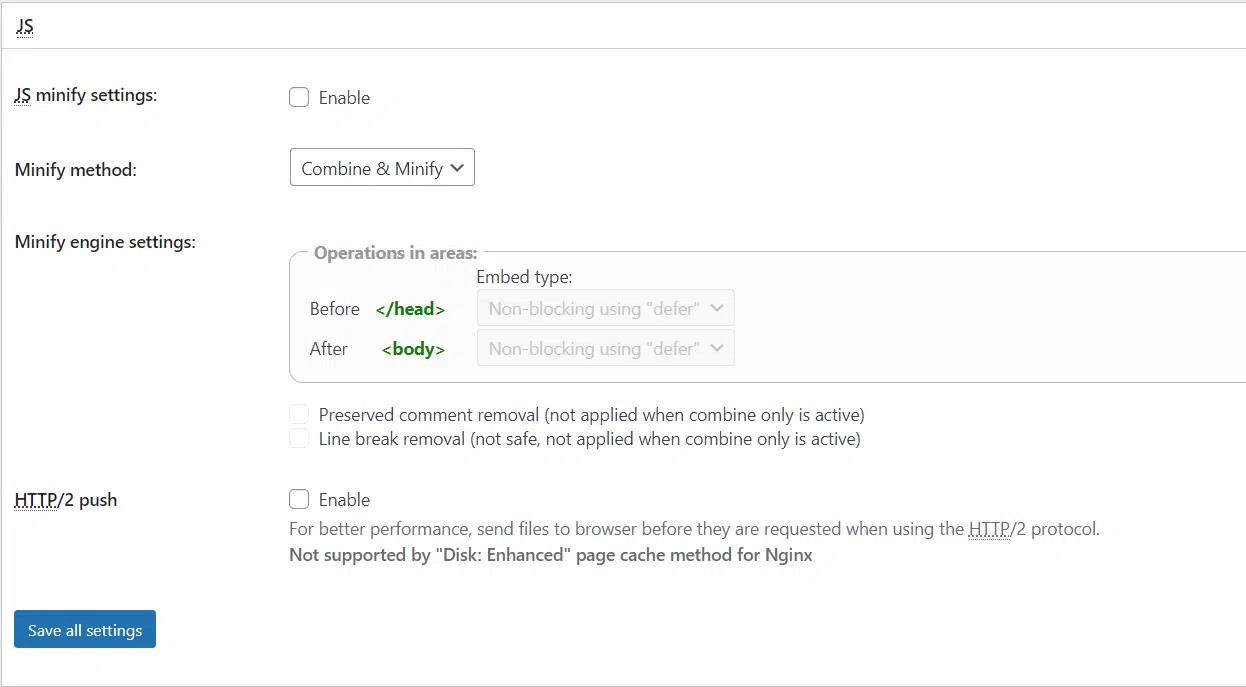 JS
JS minify settings:
Enable
Minify method:
Combine & Minify
Minify engine settings:
Operations in areas:
Embed type:
Before </head> Non-blocking using "defer"
After <body> Non-blocking using "defer"
Preserved comment removal (not applied when combine only is active)
Line break removal (not safe, not applied when combine only is active)
HTTP/2 push
Enable
For better performance, send files to browser before they are requested when using the HTTP/2 protocol.
Not supported by "Disk: Enhanced" page cache method for Nginx
Save all settings